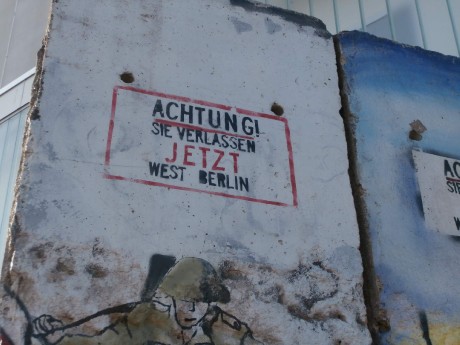 ACHTUNG!
SIE VERLASSEN
JETZT
WEST BERLIN